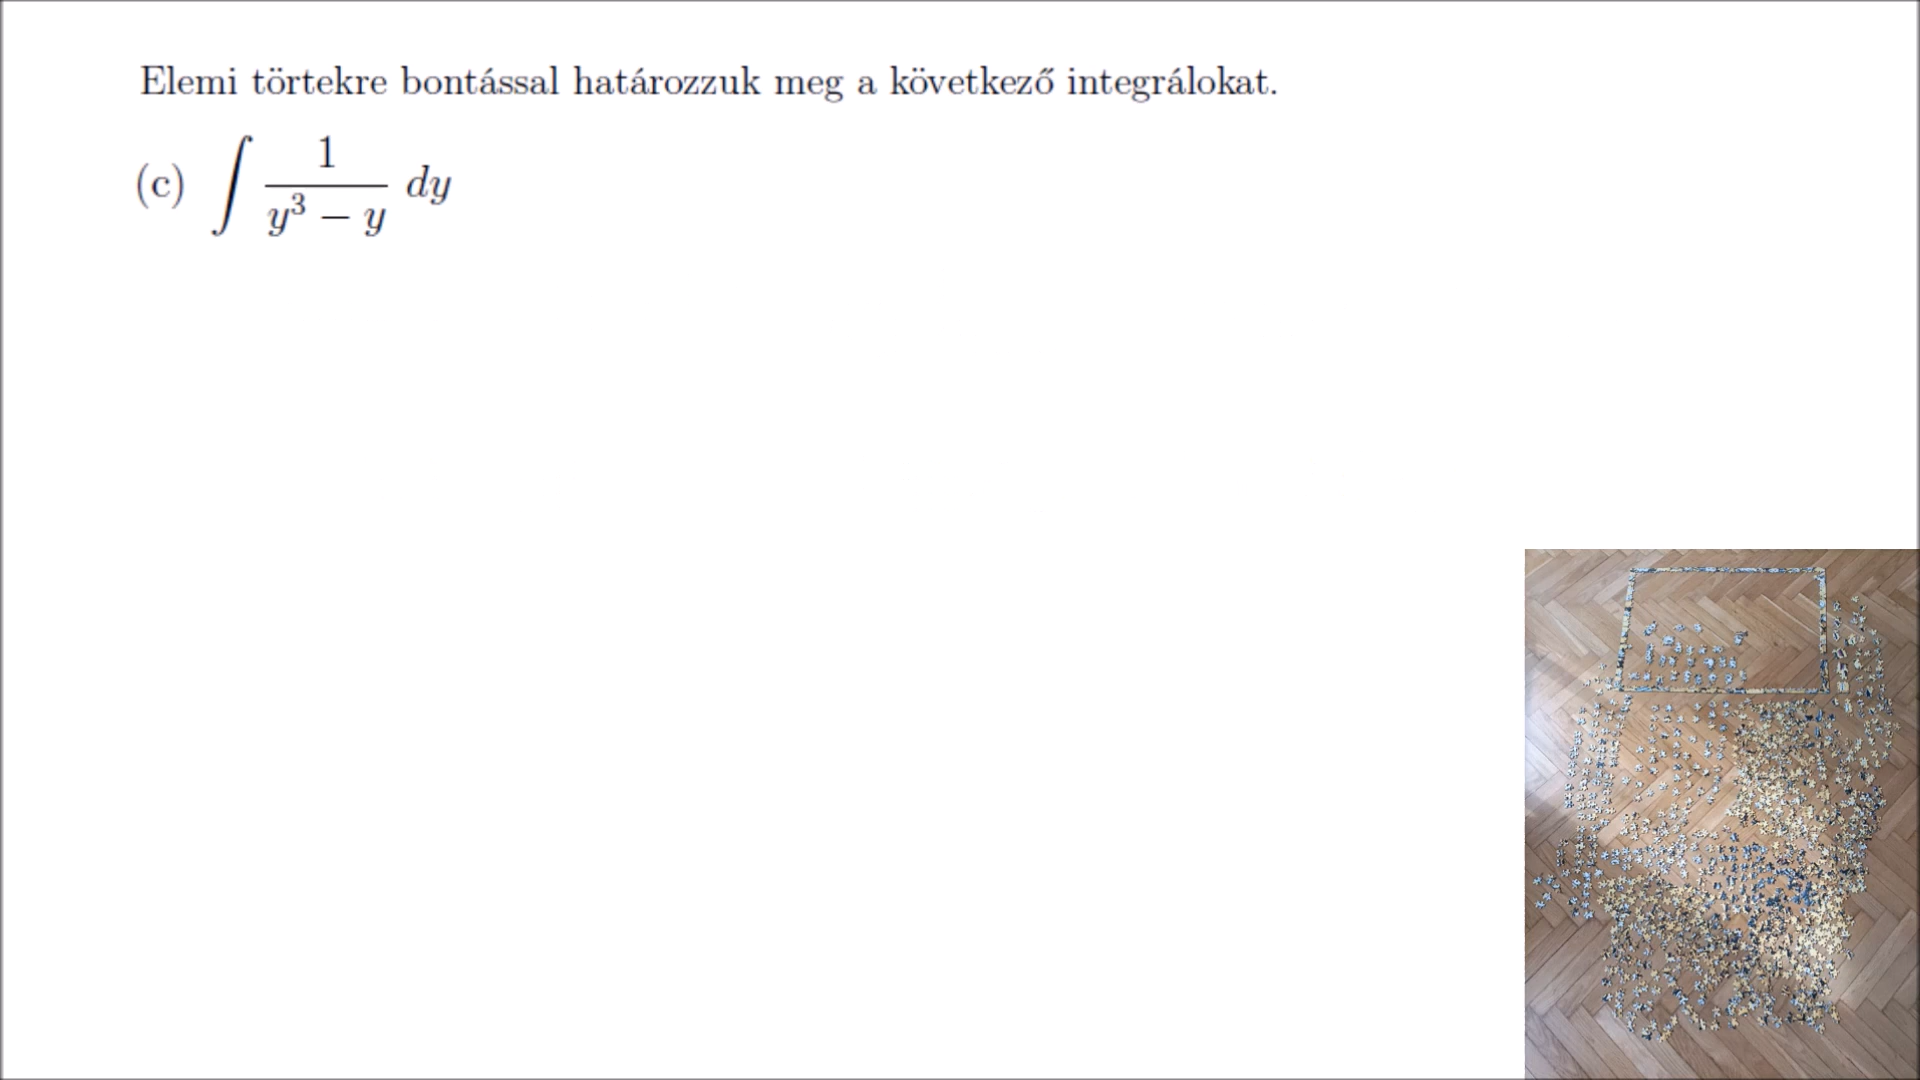 Elemi törtekre bontással határozzuk meg a következő integrálokat.
(c) ∫ 1/(y³ − y) dy